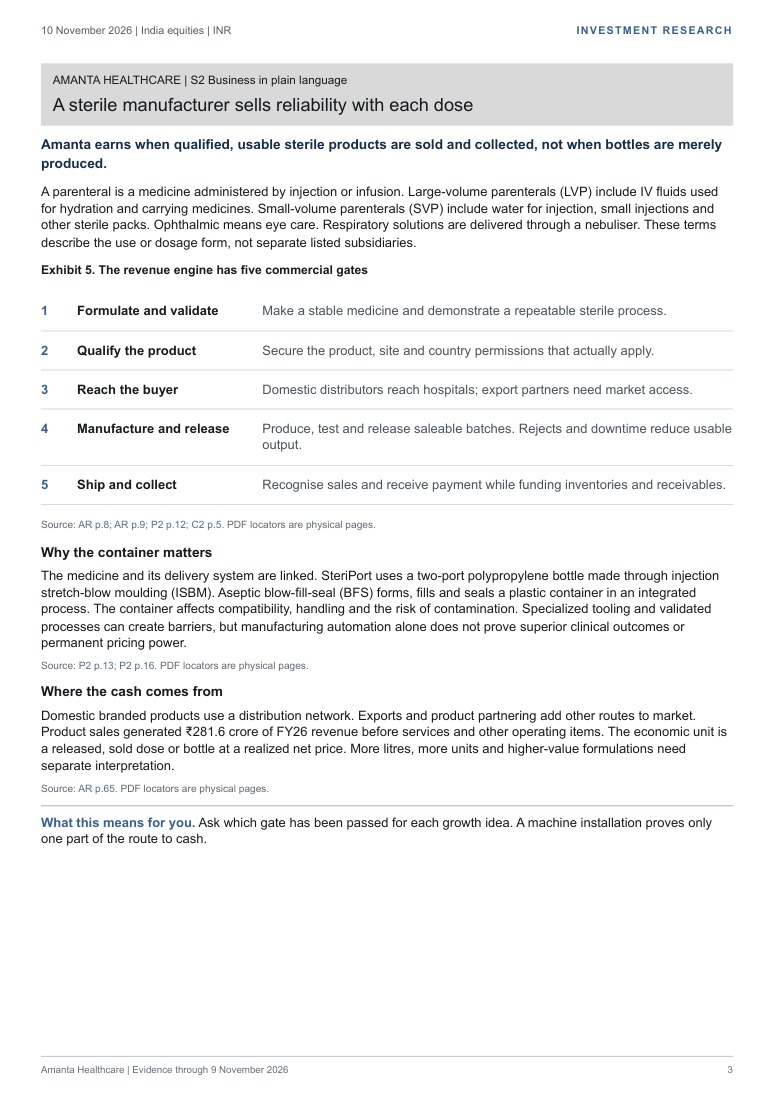 10 November 2026 | India equities | INR
INVESTMENT RESEARCH
AMANTA HEALTHCARE | S2 Business in plain language
A sterile manufacturer sells reliability with each dose
Amanta earns when qualified, usable sterile products are sold and collected, not when bottles are merely
produced.
A parenteral is a medicine administered by injection or infusion. Large-volume parenterals (LVP) include IV fluids used
for hydration and carrying medicines. Small-volume parenterals (SVP) include water for injection, small injections and
other sterile packs. Ophthalmic means eye care. Respiratory solutions are delivered through a nebuliser. These terms
describe the use or dosage form, not separate listed subsidiaries.
Exhibit 5. The revenue engine has five commercial gates
1 Formulate and validate Make a stable medicine and demonstrate a repeatable sterile process.
2 Qualify the product Secure the product, site and country permissions that actually apply.
3 Reach the buyer Domestic distributors reach hospitals; export partners need market access.
4 Manufacture and release Produce, test and release saleable batches. Rejects and downtime reduce usable
output.
5 Ship and collect Recognise sales and receive payment while funding inventories and receivables.
Source: AR p.8; AR p.9; P2 p.12; C2 p.5. PDF locators are physical pages.
Why the container matters
The medicine and its delivery system are linked. SteriPort uses a two-port polypropylene bottle made through injection
stretch-blow moulding (ISBM). Aseptic blow-fill-seal (BFS) forms, fills and seals a plastic container in an integrated
process. The container affects compatibility, handling and the risk of contamination. Specialized tooling and validated
processes can create barriers, but manufacturing automation alone does not prove superior clinical outcomes or
permanent pricing power.
Source: P2 p.13; P2 p.16. PDF locators are physical pages.
Where the cash comes from
Domestic branded products use a distribution network. Exports and product partnering add other routes to market.
Product sales generated ₹281.6 crore of FY26 revenue before services and other operating items. The economic unit is
a released, sold dose or bottle at a realized net price. More litres, more units and higher-value formulations need
separate interpretation.
Source: AR p.65. PDF locators are physical pages.
What this means for you. Ask which gate has been passed for each growth idea. A machine installation proves only
one part of the route to cash.
Amanta Healthcare | Evidence through 9 November 2026
3